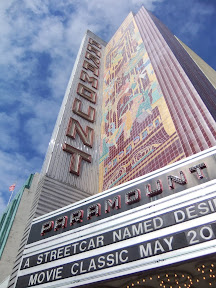 PARAMOUNT
PARAMOUNT
A STREETCAR NAMED DESI
MOVIE CLASSIC MAY 20